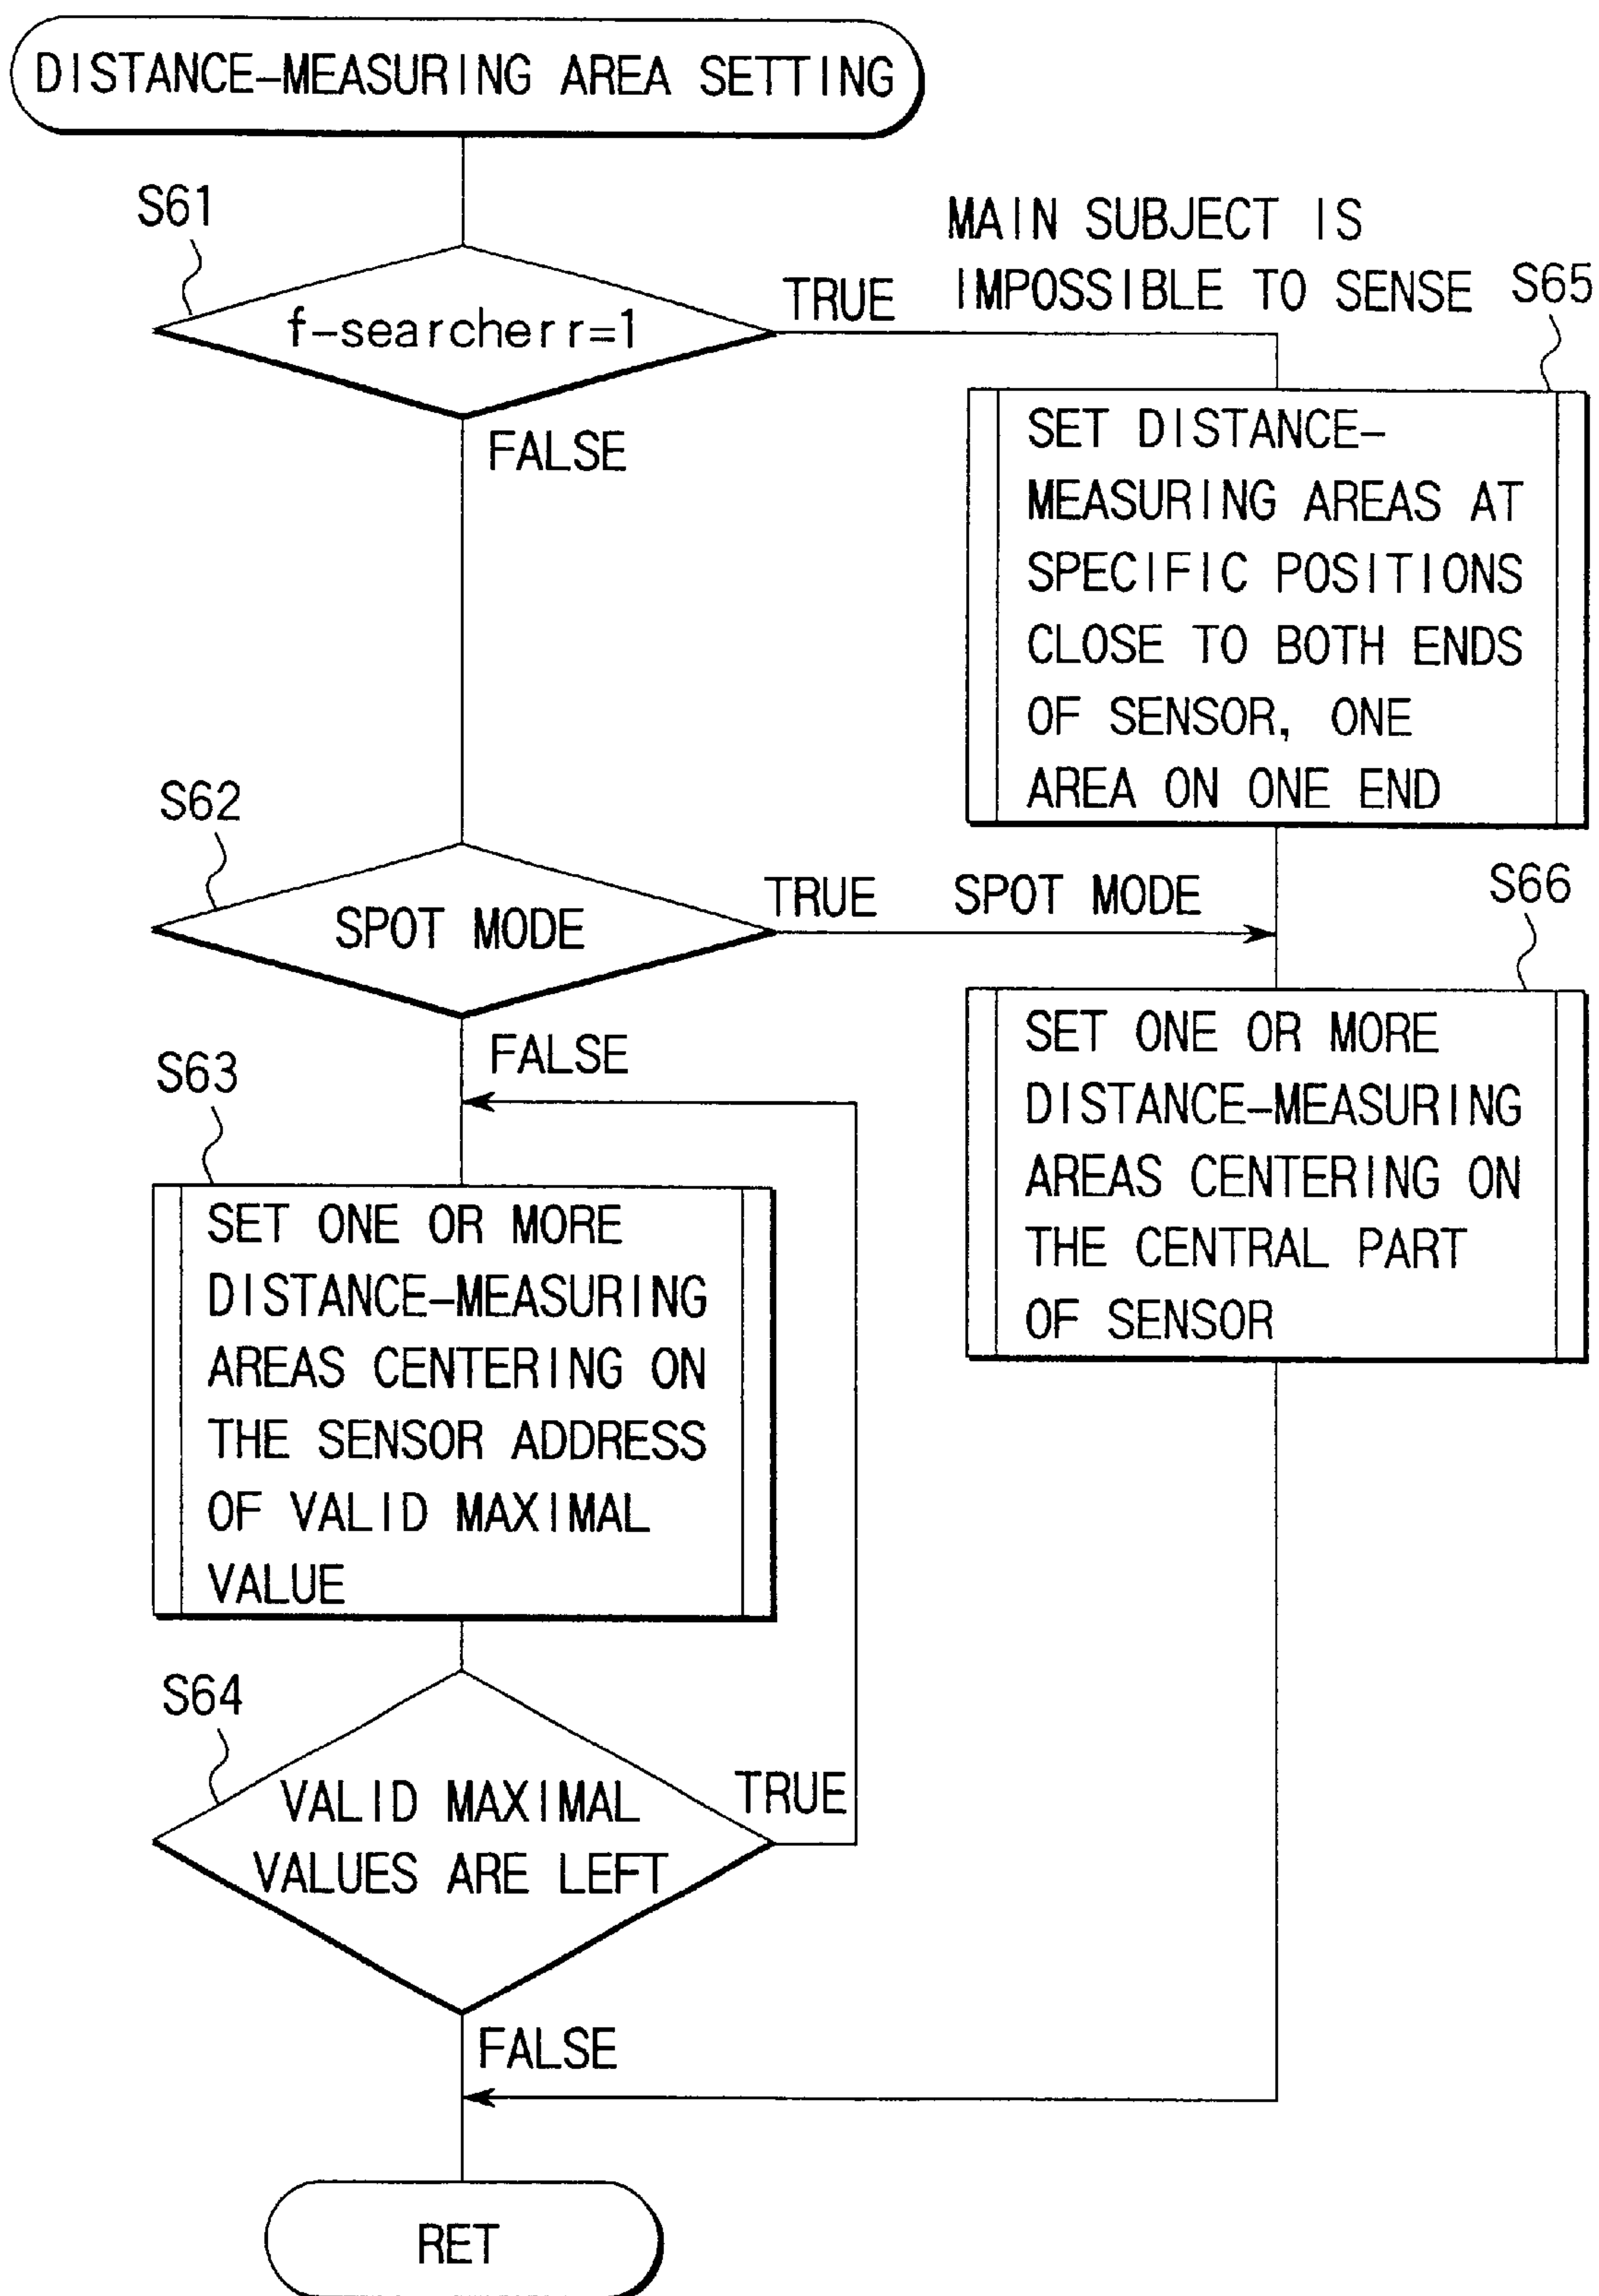 DISTANCE-MEASURING AREA SETTING
S61
f-searcherr=1
TRUE
MAIN SUBJECT IS
IMPOSSIBLE TO SENSE
S65
FALSE
SET DISTANCE-
MEASURING AREAS AT
SPECIFIC POSITIONS
CLOSE TO BOTH ENDS
OF SENSOR, ONE
AREA ON ONE END
S62
SPOT MODE
TRUE SPOT MODE
FALSE
S66
SET ONE OR MORE
DISTANCE-MEASURING
AREAS CENTERING ON
THE CENTRAL PART
OF SENSOR
S63
SET ONE OR MORE
DISTANCE-MEASURING
AREAS CENTERING ON
THE SENSOR ADDRESS
OF VALID MAXIMAL
VALUE
S64
VALID MAXIMAL
VALUES ARE LEFT
TRUE
FALSE
RET